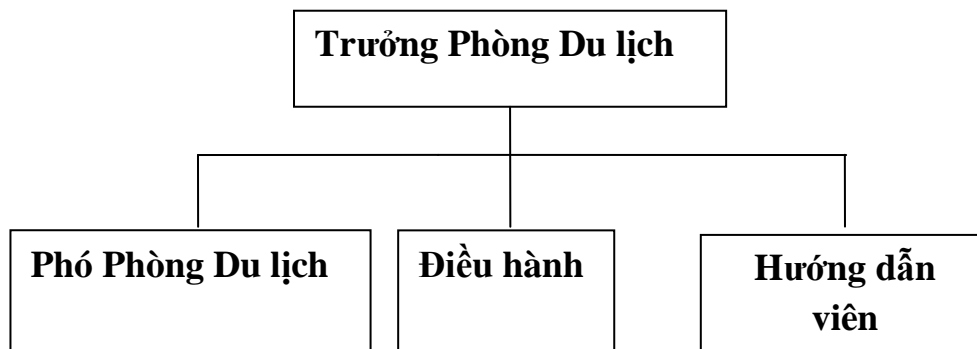 Trưởng Phòng Du lịch
Phó Phòng Du lịch
Điều hành
Hướng dẫn
viên